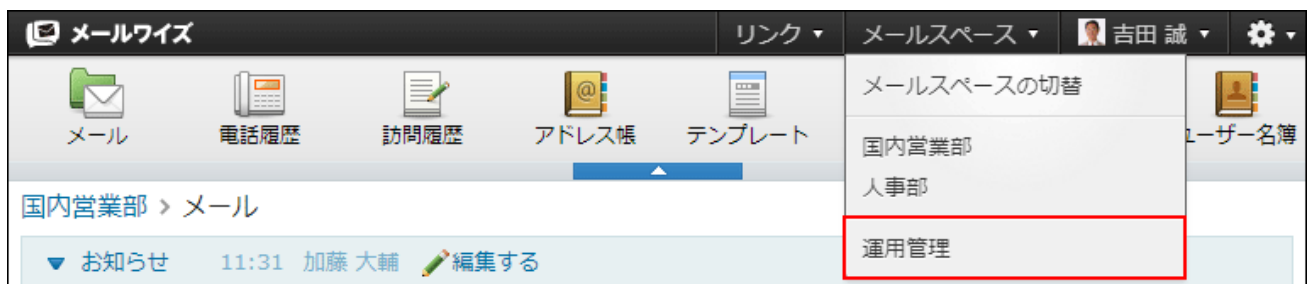 メールワイズ リンク ▼ メールスペース ▼ 吉田 誠 ▼
メールスペースの切替
メール 電話履歴 訪問履歴 アドレス帳 テンプレート ーザー名簿
国内営業部
人事部
国内営業部 > メール
運用管理
▼ お知らせ 11:31 加藤 大輔 編集する